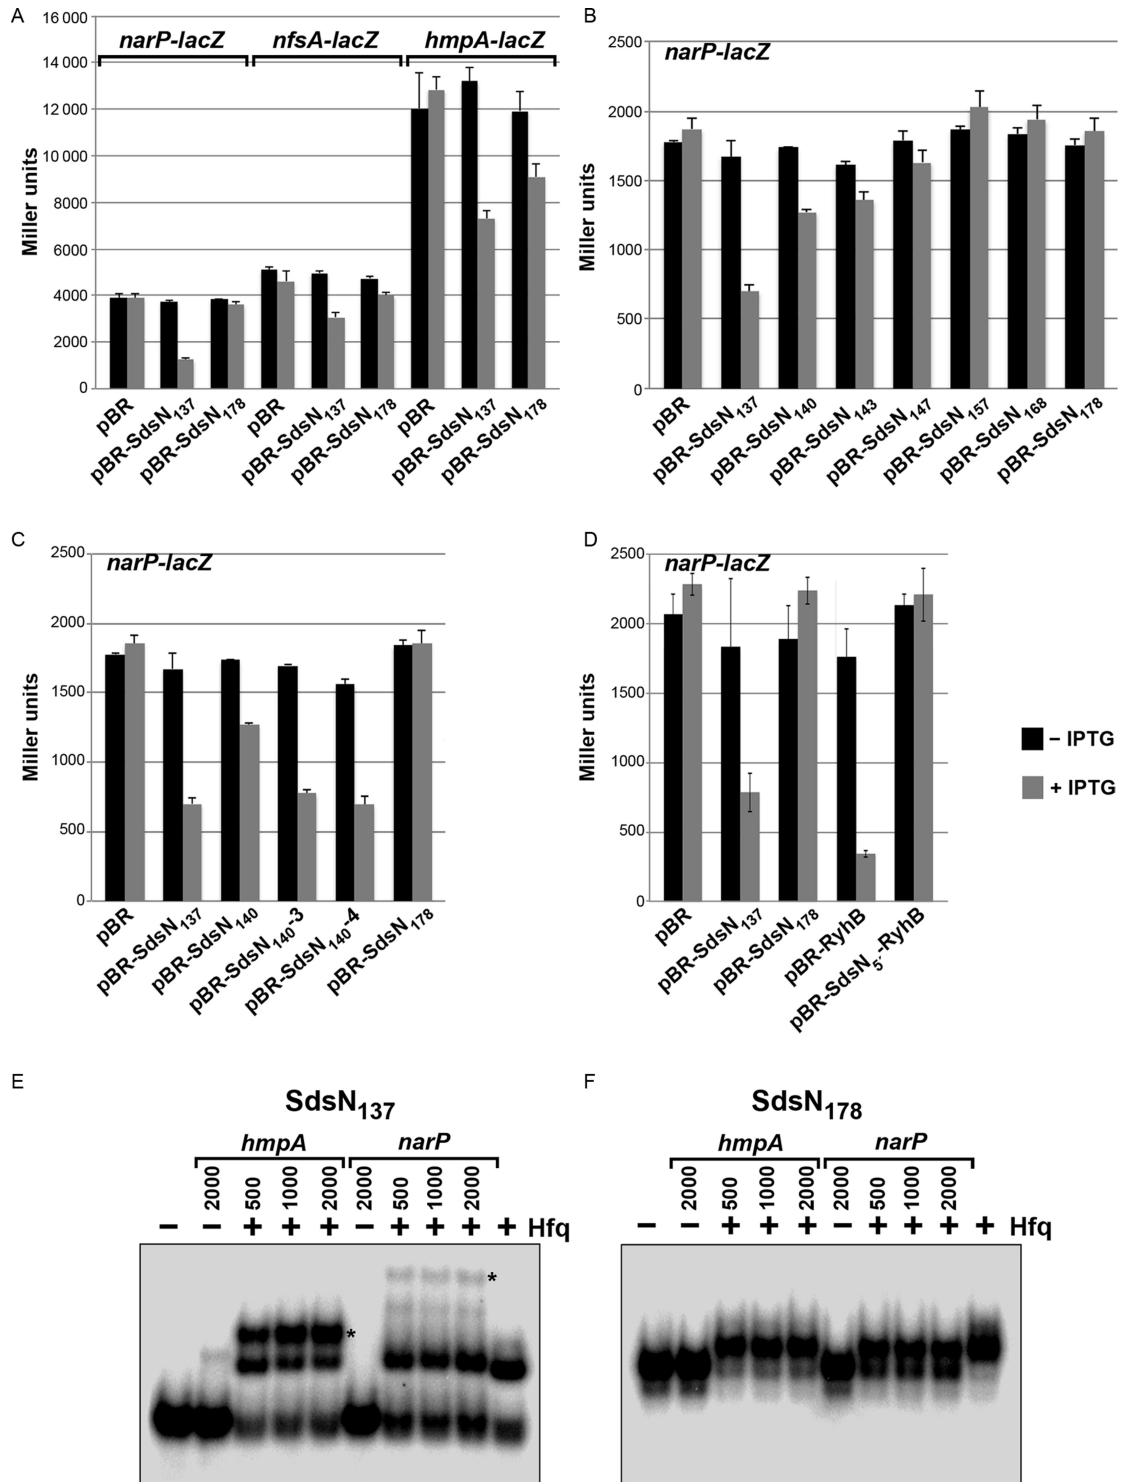 A
16 000
14 000
12 000
10 000
8000
6000
4000
2000
0
Miller units
narP-lacZ nfsA-lacZ hmpA-lacZ
pBR
pBR-SdsN137
pBR-SdsN178
pBR
pBR-SdsN137
pBR-SdsN178
pBR
pBR-SdsN137
pBR-SdsN178
B
narP-lacZ
2500
2000
1500
1000
500
0
Miller units
pBR
pBR-SdsN137
pBR-SdsN140
pBR-SdsN143
pBR-SdsN147
pBR-SdsN157
pBR-SdsN168
pBR-SdsN178
C
narP-lacZ
2500
2000
1500
1000
500
0
Miller units
pBR
pBR-SdsN137
pBR-SdsN140
pBR-SdsN140-3
pBR-SdsN140-4
pBR-SdsN178
D
narP-lacZ
2500
2000
1500
1000
500
0
Miller units
pBR
pBR-SdsN137
pBR-SdsN178
pBR-RyhB
pBR-SdsN5'-RyhB
– IPTG
+ IPTG
E
SdsN137
hmpA narP
2000 500 1000 2000 2000 500 1000 2000
– – + + + – + + + + Hfq
*
*
F
SdsN178
hmpA narP
2000 500 1000 2000 2000 500 1000 2000
– – + + + – + + + + Hfq